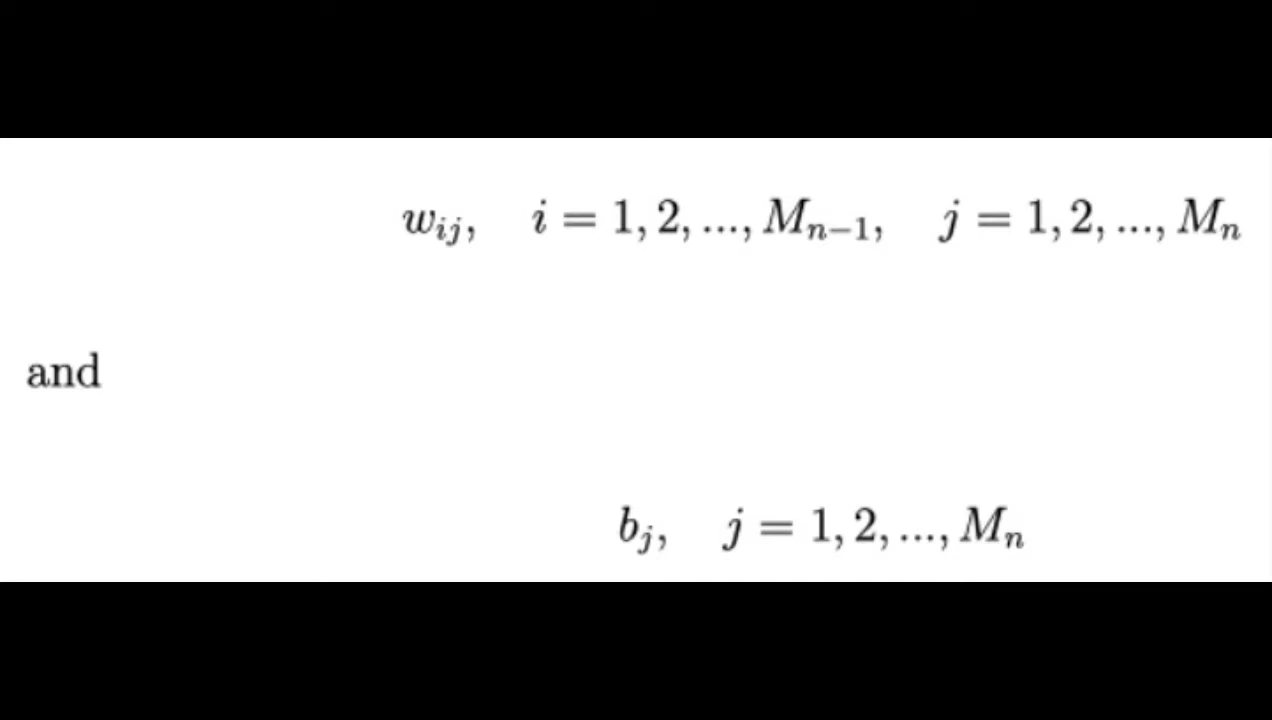 w_{ij}, i = 1, 2, ..., M_{n−1}, j = 1, 2, ..., M_n
and
b_j, j = 1, 2, ..., M_n